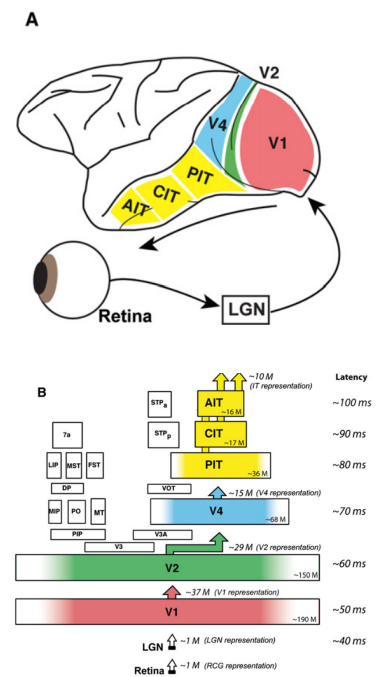 A
V2
V4
V1
PIT
CIT
AIT
Retina
LGN
B
~10 M
(IT representation)
Latency
STPa
AIT
~16 M
~100 ms
7a
STPp
CIT
~17 M
~90 ms
LIP
MST
FST
PIT
~36 M
~80 ms
DP
VOT
~15 M (V4 representation)
MIP
PO
MT
V4
~68 M
~70 ms
PIP
V3A
V3
~29 M (V2 representation)
V2
~150 M
~60 ms
~37 M (V1 representation)
V1
~190 M
~50 ms
LGN
~1 M (LGN representation)
~40 ms
Retina
~1 M (RCG representation)